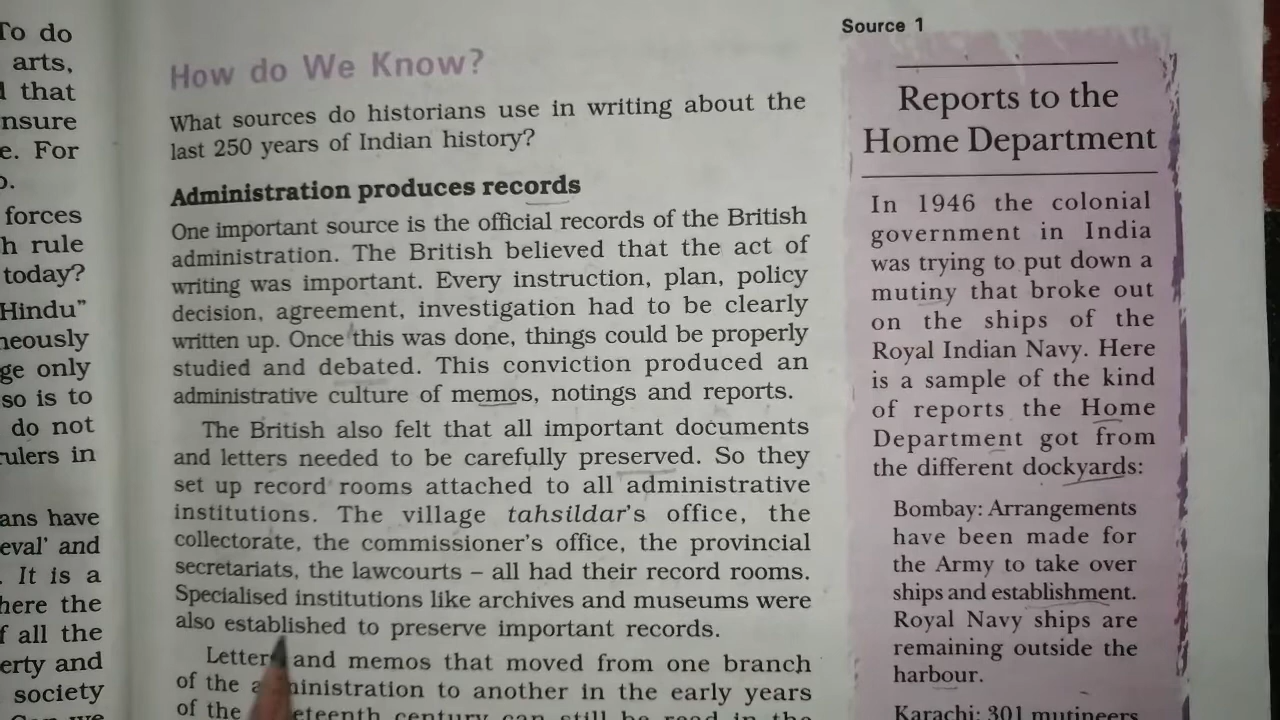 To do
arts,
that
nsure
e. For
forces
h rule
today?
Hindu"
neously
ge only
so is to
do not
rulers in
ans have
eval' and
. It is a
here the
f all the
erty and
society
How do We Know?
What sources do historians use in writing about the
last 250 years of Indian history?
Administration produces records
One important source is the official records of the British
administration. The British believed that the act of
writing was important. Every instruction, plan, policy
decision, agreement, investigation had to be clearly
written up. Once this was done, things could be properly
studied and debated. This conviction produced an
administrative culture of memos, notings and reports.
The British also felt that all important documents
and letters needed to be carefully preserved. So they
set up record rooms attached to all administrative
institutions. The village tahsildar's office, the
collectorate, the commissioner's office, the provincial
secretariats, the lawcourts – all had their record rooms.
Specialised institutions like archives and museums were
also established to preserve important records.
Letters and memos that moved from one branch
of the administration to another in the early years
of the eteenth century can still be read in the
Source 1
Reports to the
Home Department
In 1946 the colonial
government in India
was trying to put down a
mutiny that broke out
on the ships of the
Royal Indian Navy. Here
is a sample of the kind
of reports the Home
Department got from
the different dockyards:
Bombay: Arrangements
have been made for
the Army to take over
ships and establishment.
Royal Navy ships are
remaining outside the
harbour.
Karachi: 301 mutineers